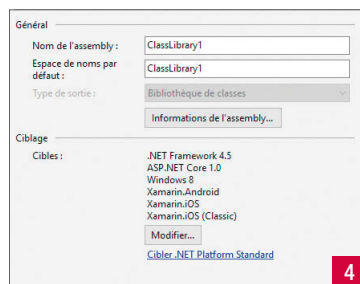 Général
Nom de l'assembly :
ClassLibrary1
Espace de noms par
défaut :
ClassLibrary1
Type de sortie :
Bibliothèque de classes
Informations de l'assembly...
Ciblage
Cibles :
.NET Framework 4.5
ASP.NET Core 1.0
Windows 8
Xamarin.Android
Xamarin.iOS
Xamarin.iOS (Classic)
Modifier...
Cibler .NET Platform Standard
4